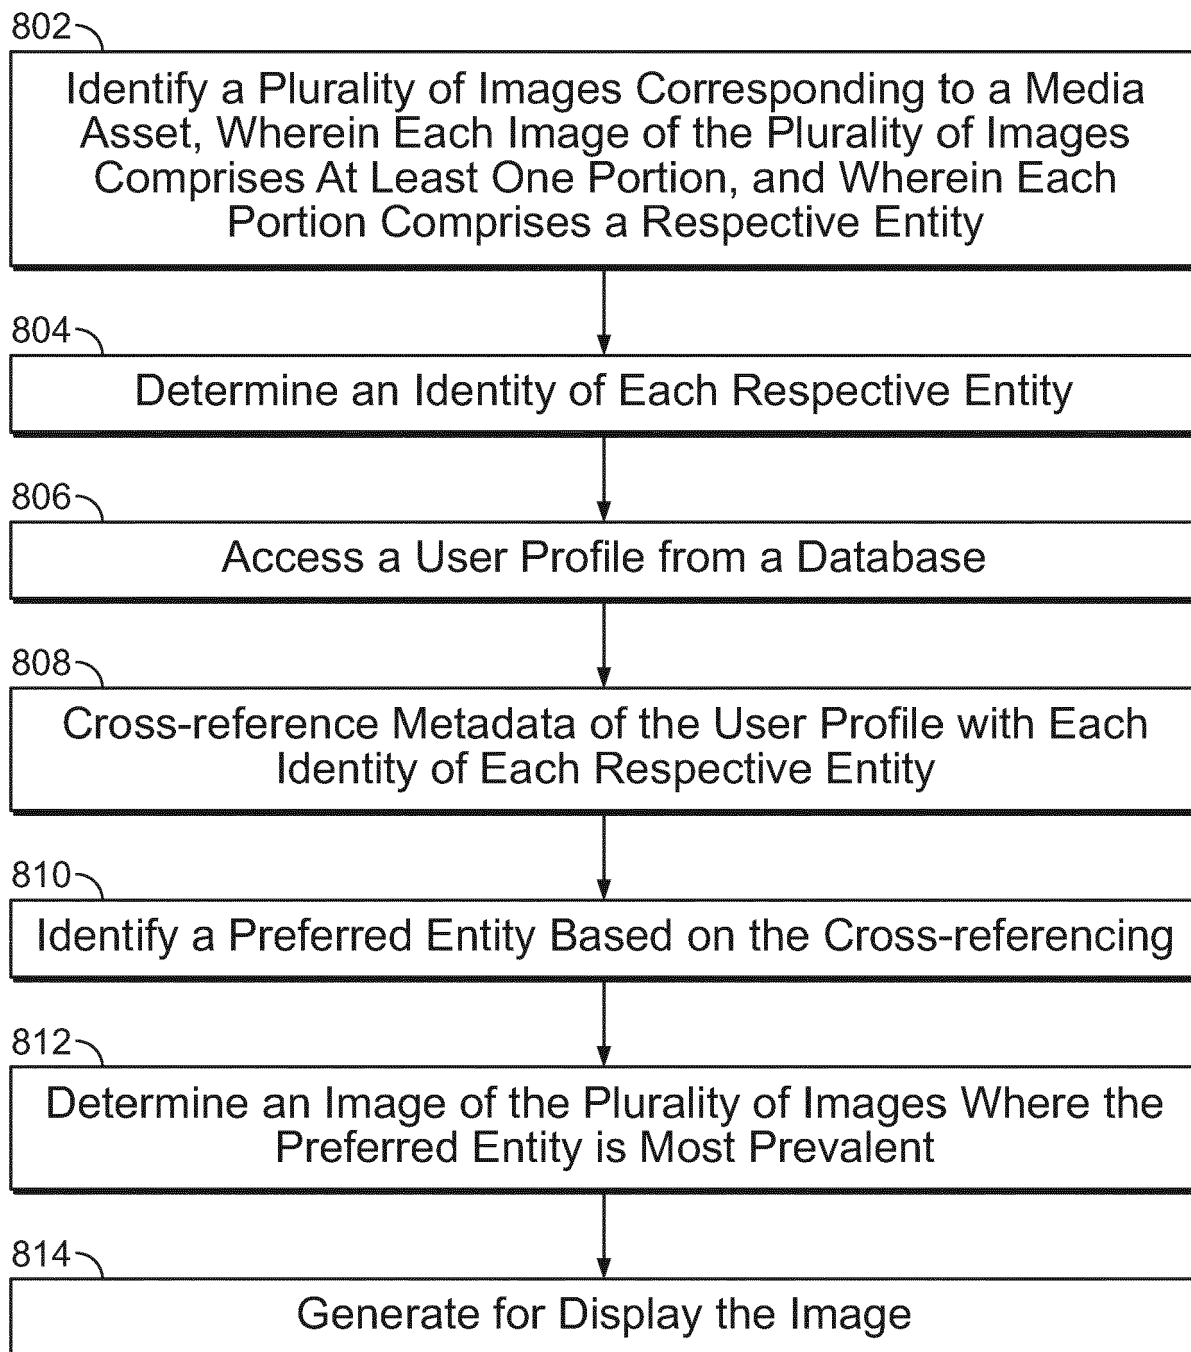 802
Identify a Plurality of Images Corresponding to a Media
Asset, Wherein Each Image of the Plurality of Images
Comprises At Least One Portion, and Wherein Each
Portion Comprises a Respective Entity
804
Determine an Identity of Each Respective Entity
806
Access a User Profile from a Database
808
Cross-reference Metadata of the User Profile with Each
Identity of Each Respective Entity
810
Identify a Preferred Entity Based on the Cross-referencing
812
Determine an Image of the Plurality of Images Where the
Preferred Entity is Most Prevalent
814
Generate for Display the Image